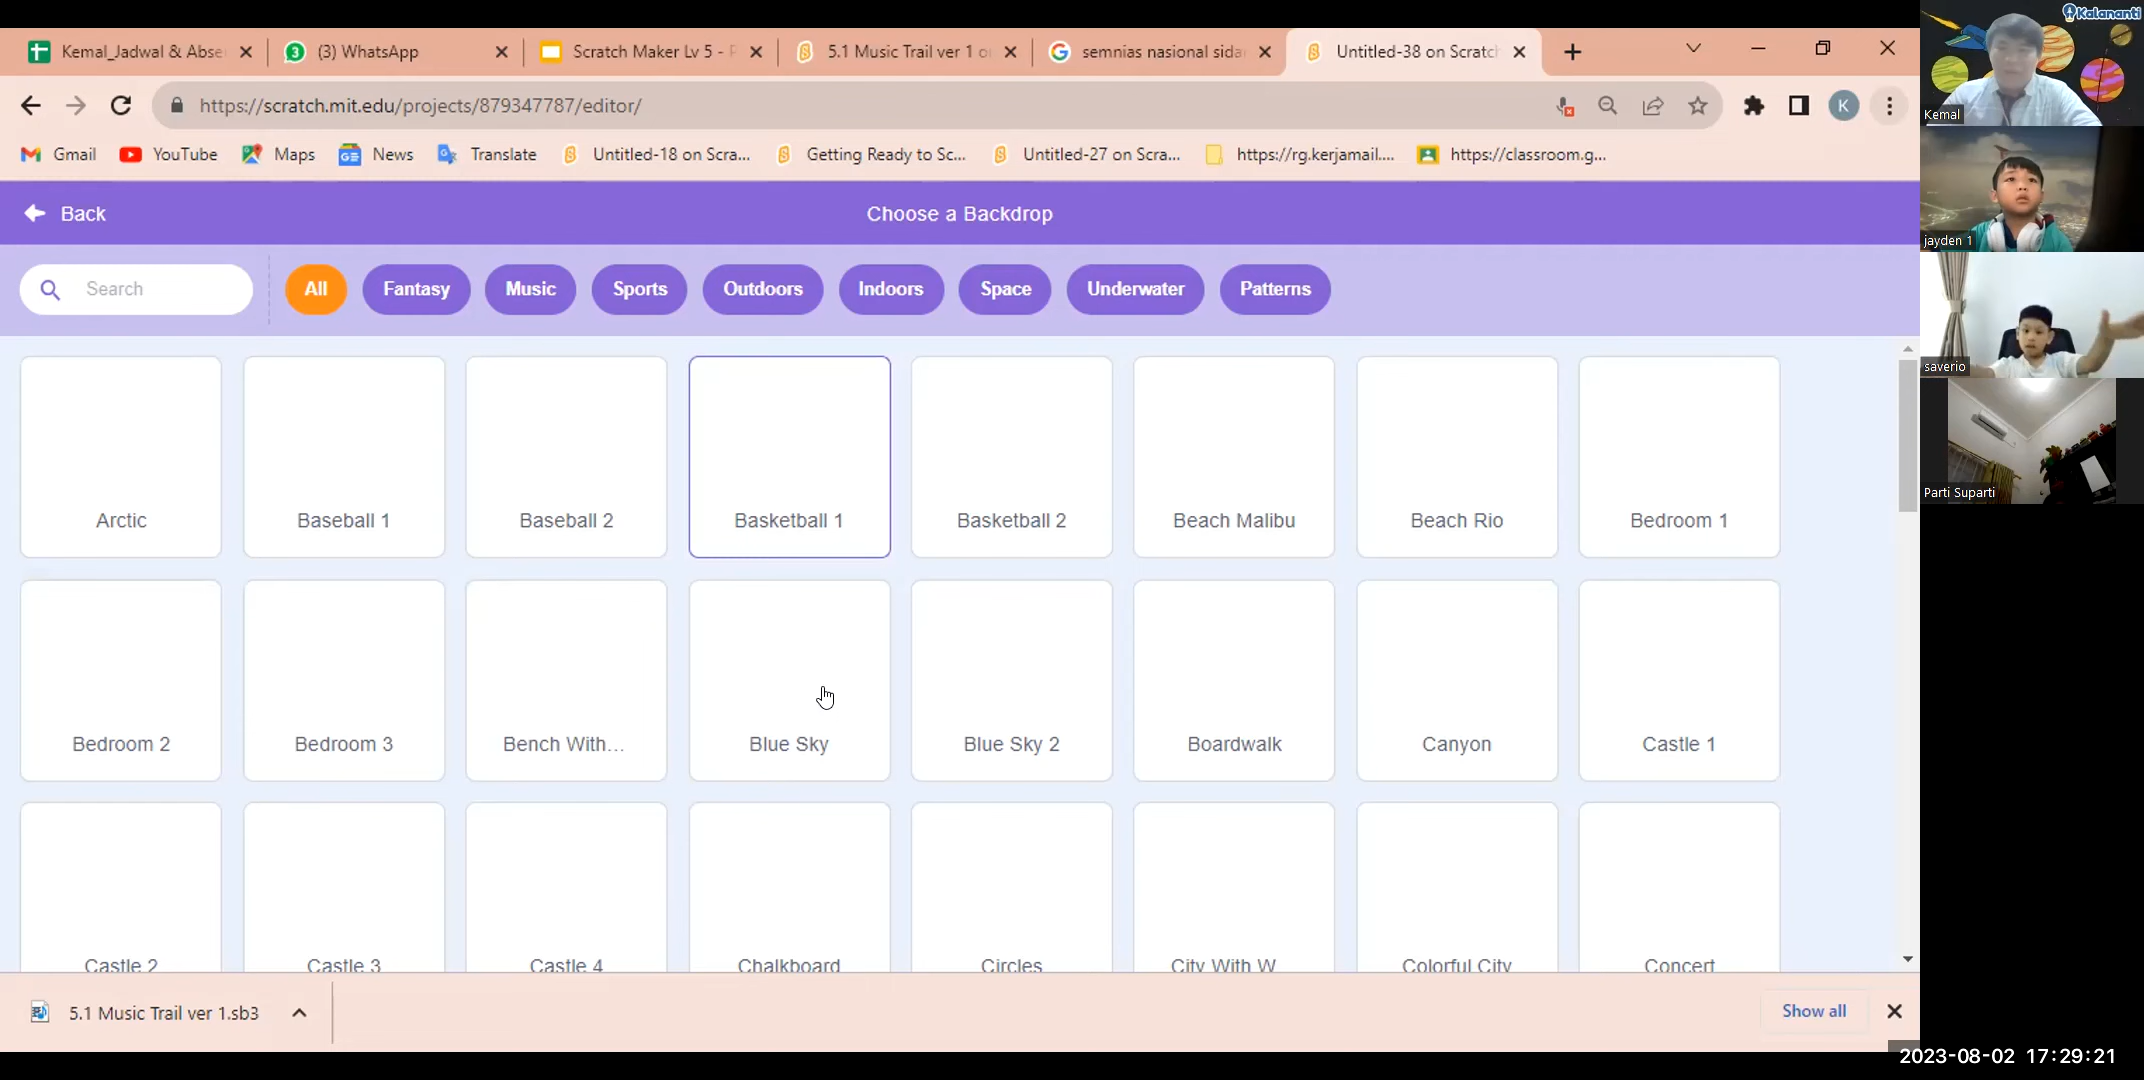 Kemal_Jadwal & Abse
(3) WhatsApp
Scratch Maker Lv 5 - P
5.1 Music Trail ver 1 o
semnias nasional sida
Untitled-38 on Scratch
https://scratch.mit.edu/projects/879347787/editor/
K
Gmail
YouTube
Maps
News
Translate
Untitled-18 on Scra...
Getting Ready to Sc...
Untitled-27 on Scra...
https://rg.kerjamail....
https://classroom.g...
Back
Choose a Backdrop
Search
All
Fantasy
Music
Sports
Outdoors
Indoors
Space
Underwater
Patterns
Arctic
Baseball 1
Baseball 2
Basketball 1
Basketball 2
Beach Malibu
Beach Rio
Bedroom 1
Bedroom 2
Bedroom 3
Bench With...
Blue Sky
Blue Sky 2
Boardwalk
Canyon
Castle 1
Castle 2
Castle 3
Castle 4
Chalkboard
Circles
City With W
Colorful City
Concert
5.1 Music Trail ver 1.sb3
Show all
Kalananti
Kemal
jayden 1
saverio
Parti Suparti
2023-08-02 17:29:21